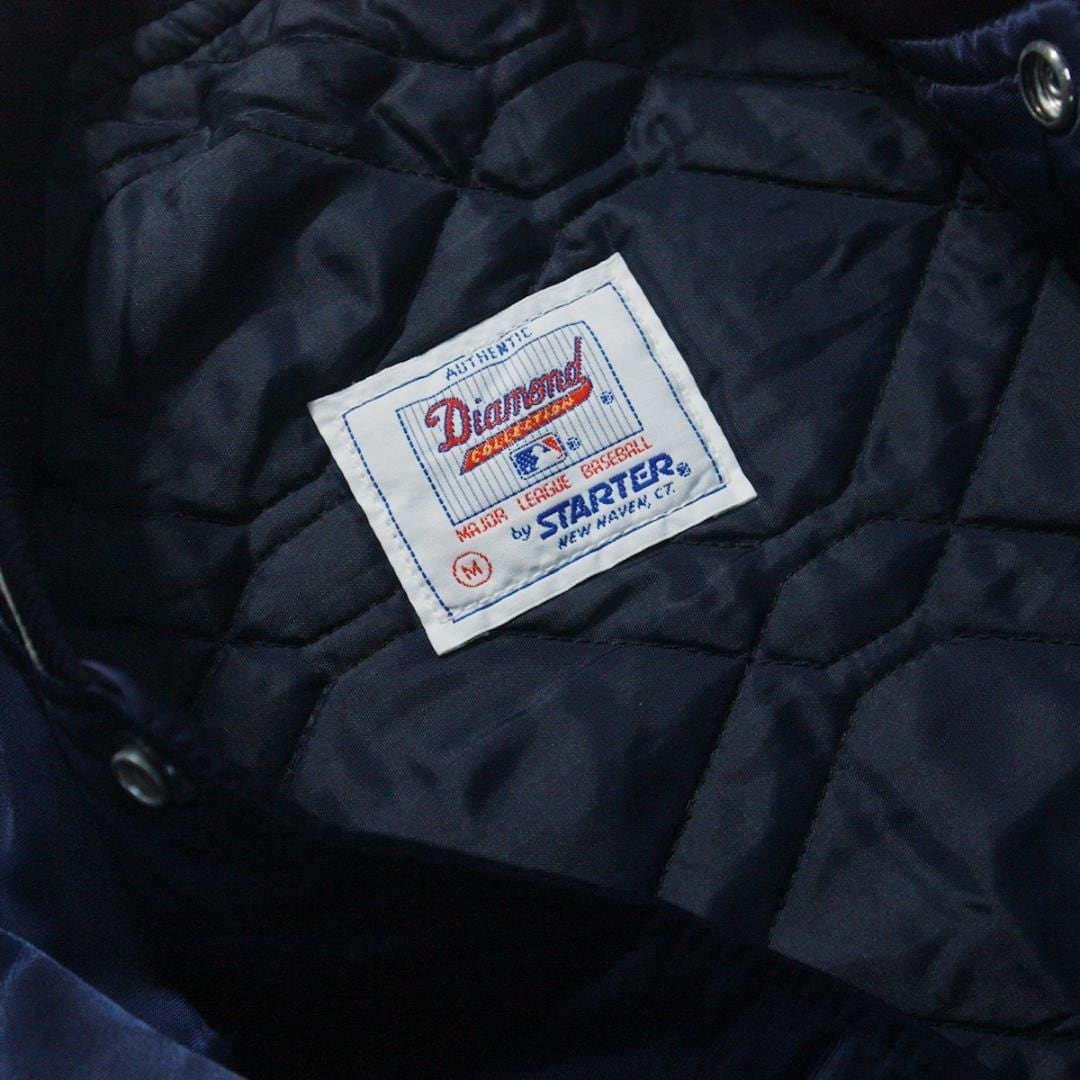 AUTHENTIC
Diamond
COLLECTION
MAJOR LEAGUE BASEBALL
by STARTER
NEW HAVEN, CT.
M